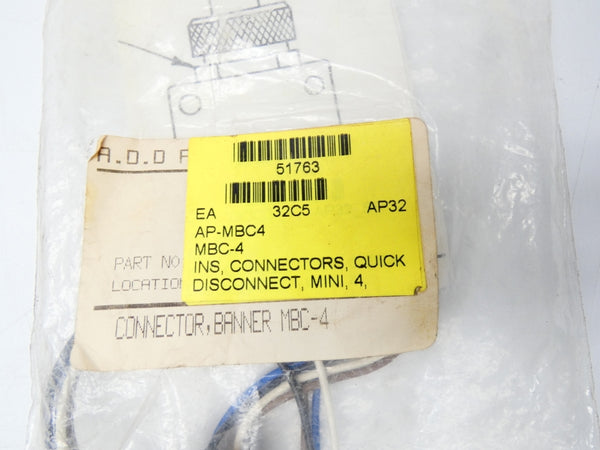 A.D.D
51763
EA 32C5 AP32
AP-MBC4
MBC-4
PART NO
INS, CONNECTORS, QUICK
LOCATION
DISCONNECT, MINI, 4,
CONNECTOR,BANNER MBC-4